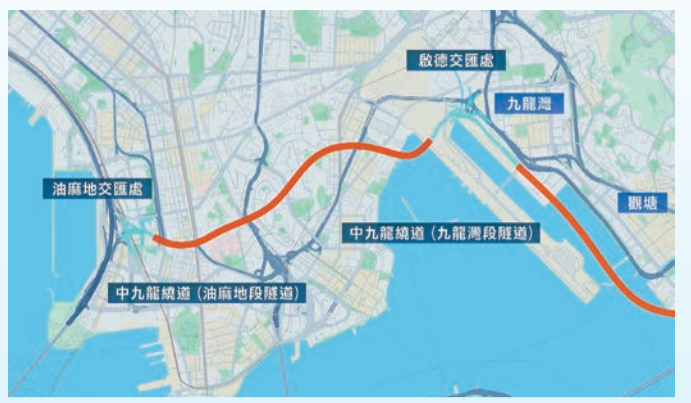 啟德交匯處
九龍灣
油麻地交匯處
觀塘
中九龍繞道 (九龍灣段隧道)
中九龍繞道 (油麻地段隧道)